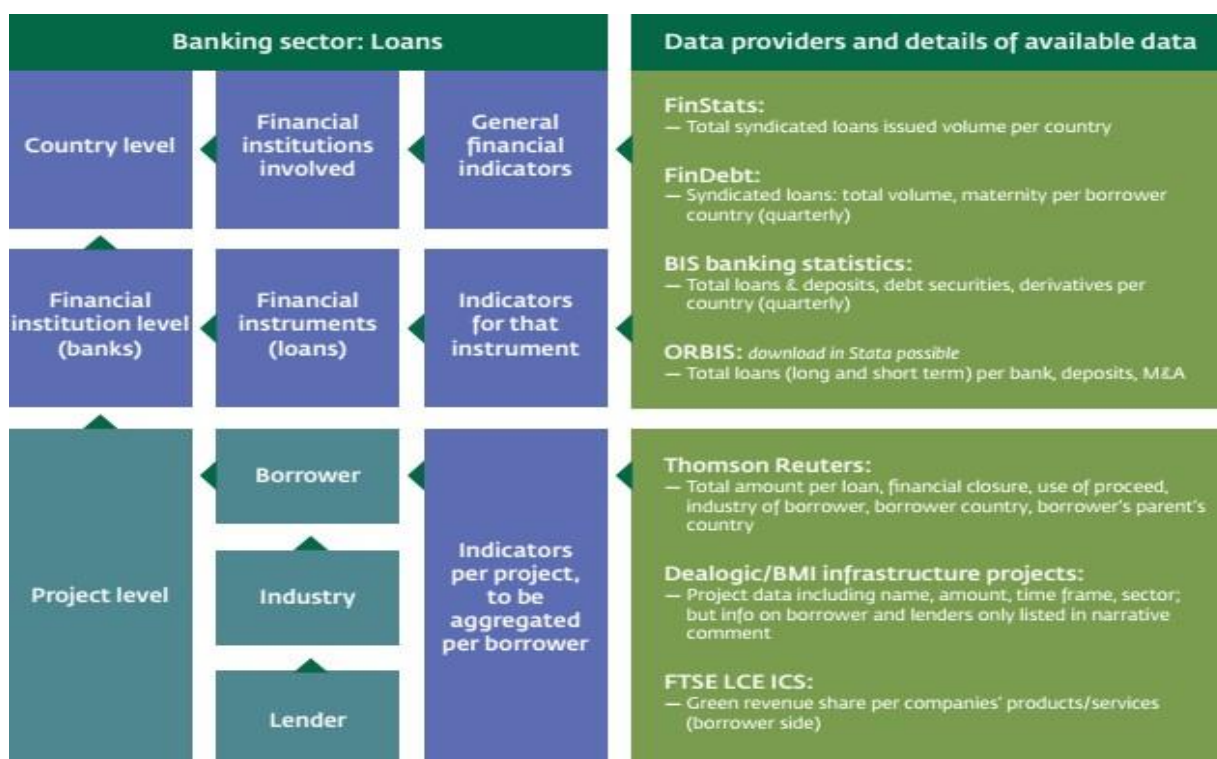 Banking sector: Loans
Data providers and details of available data
Country level
Financial
institutions
involved
General
financial
indicators
FinStats:
— Total syndicated loans issued volume per country
FinDebt:
— Syndicated loans: total volume, maternity per borrower
country (quarterly)
Financial
institution level
(banks)
Financial
instruments
(loans)
Indicators
for that
instrument
BIS banking statistics:
— Total loans & deposits, debt securities, derivatives per
country (quarterly)
ORBIS: download in Stata possible
— Total loans (long and short term) per bank, deposits, M&A
Project level
Borrower
Industry
Lender
Indicators
per project,
to be
aggregated
per borrower
Thomson Reuters:
— Total amount per loan, financial closure, use of proceed,
industry of borrower, borrower country, borrower's parent's
country
Dealogic/BMI infrastructure projects:
— Project data including name, amount, time frame, sector;
but info on borrower and lenders only listed in narrative
comment
FTSE LCE ICS:
— Green revenue share per companies' products/services
(borrower side)